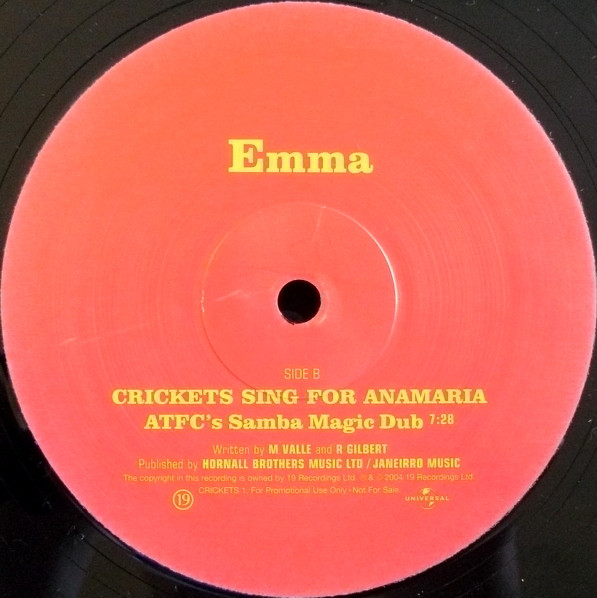 Emma
SIDE B
CRICKETS SING FOR ANAMARIA
ATFC's Samba Magic Dub 7:28
Written by M VALLE and R GILBERT
Published by HORNALL BROTHERS MUSIC LTD / JANEIRRO MUSIC
The copyright in this recording is owned by 19 Recordings Ltd. ℗ & © 2004 19 Recordings Ltd.
19 CRICKETS 1. For Promotional Use Only • Not For Sale. UNIVERSAL